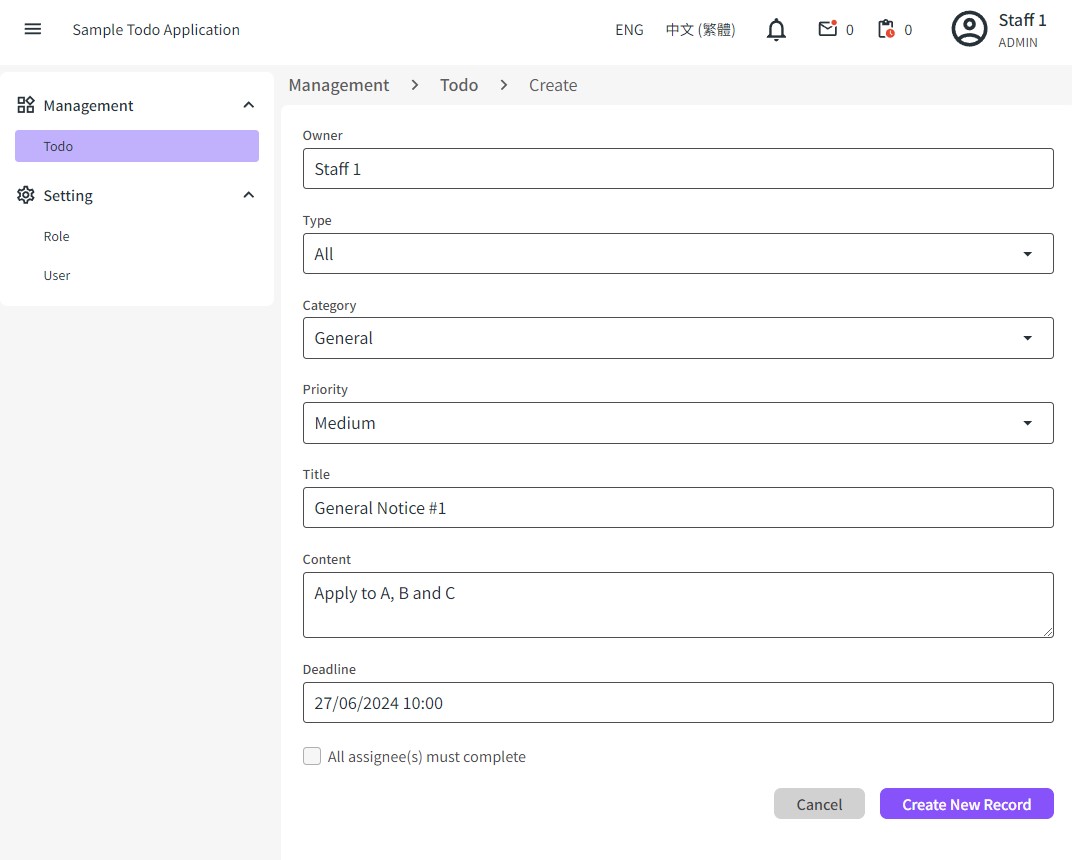 Sample Todo Application
ENG 中文 (繁體) 0 0
Staff 1
ADMIN
Management
Todo
Setting
Role
User
Management > Todo > Create
Owner
Staff 1
Type
All
Category
General
Priority
Medium
Title
General Notice #1
Content
Apply to A, B and C
Deadline
27/06/2024 10:00
All assignee(s) must complete
Cancel Create New Record